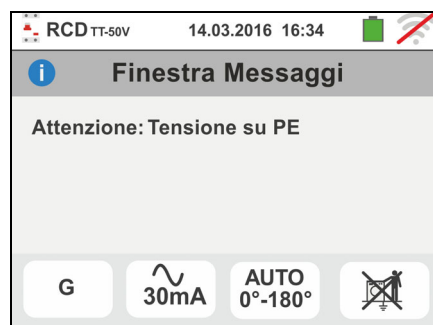 RCD TT-50V 14.03.2016 16:34
i Finestra Messaggi
Attenzione: Tensione su PE
G
30mA
AUTO
0°-180°